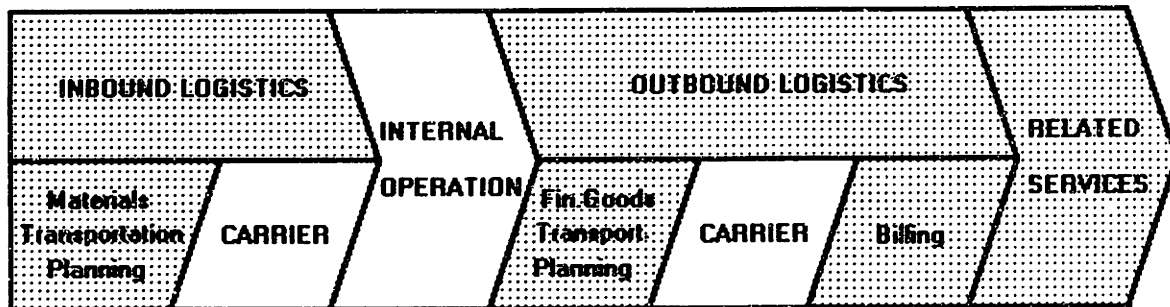 INBOUND LOGISTICS
OUTBOUND LOGISTICS
INTERNAL
OPERATION
RELATED
SERVICES
Materials
Transportation
Planning
CARRIER
Fin.Goods
Transport.
Planning
CARRIER
Billing